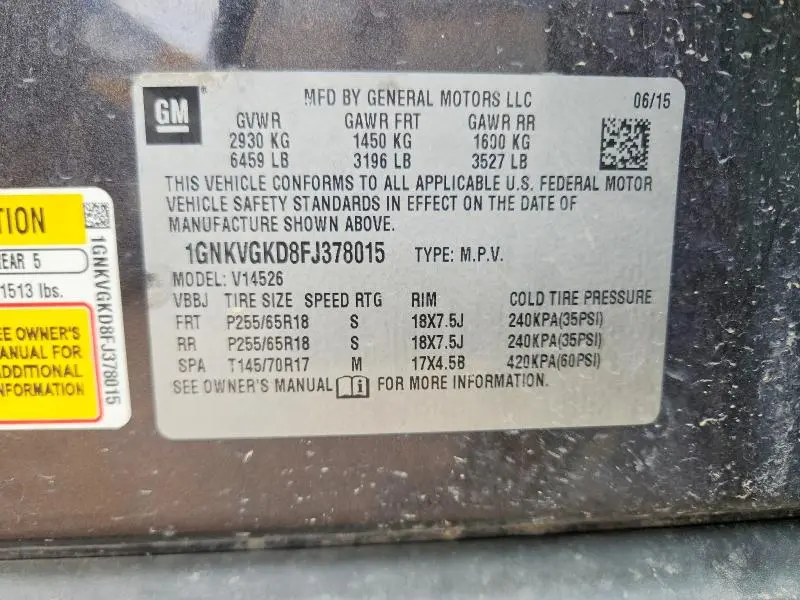 GM
MFD BY GENERAL MOTORS LLC 06/15
GVWR GAWR FRT GAWR RR
2930 KG 1450 KG 1600 KG
6459 LB 3196 LB 3527 LB
THIS VEHICLE CONFORMS TO ALL APPLICABLE U.S. FEDERAL MOTOR
VEHICLE SAFETY STANDARDS IN EFFECT ON THE DATE OF
MANUFACTURE SHOWN ABOVE.
1GNKVGKD8FJ378015 TYPE: M.P.V.
MODEL: V14526
VBBJ TIRE SIZE SPEED RTG RIM COLD TIRE PRESSURE
FRT P255/65R18 S 18X7.5J 240KPA(35PSI)
RR P255/65R18 S 18X7.5J 240KPA(35PSI)
SPA T145/70R17 M 17X4.5B 420KPA(60PSI)
SEE OWNER'S MANUAL i FOR MORE INFORMATION.
TION
EAR 5
1513 lbs.
EE OWNER'S
ANUAL FOR
ADDITIONAL
FORMATION
1GNKVGKD8FJ378015